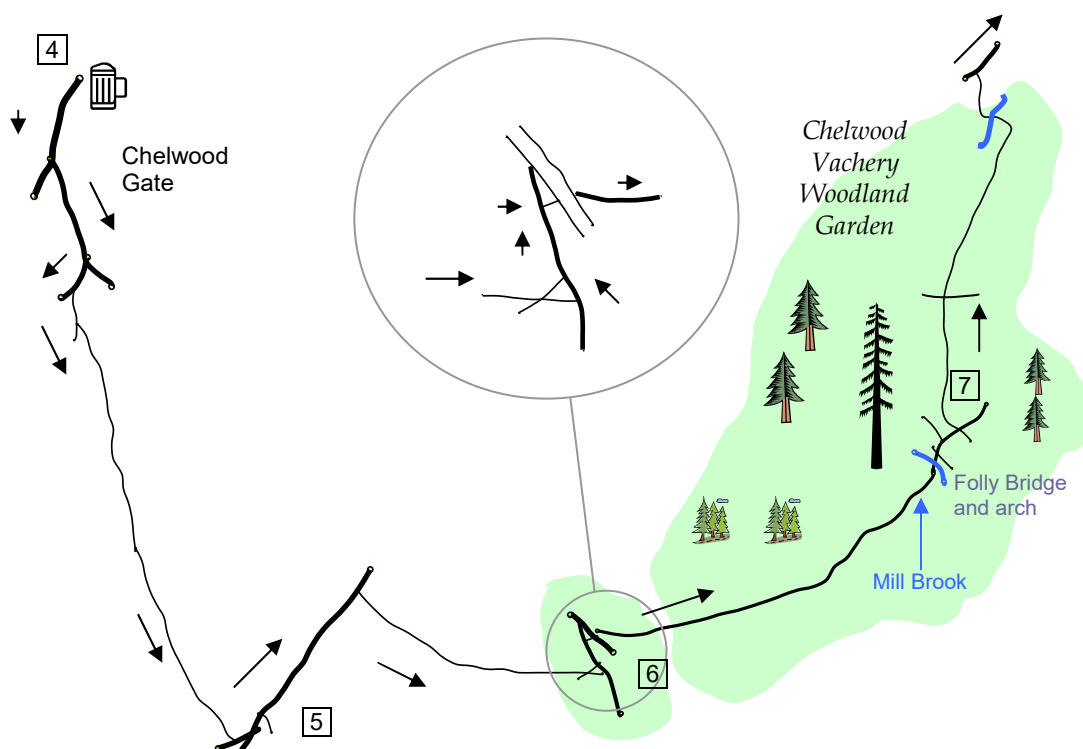 4
Chelwood
Gate
Chelwood
Vachery
Woodland
Garden
7
Folly Bridge
and arch
Mill Brook
6
5